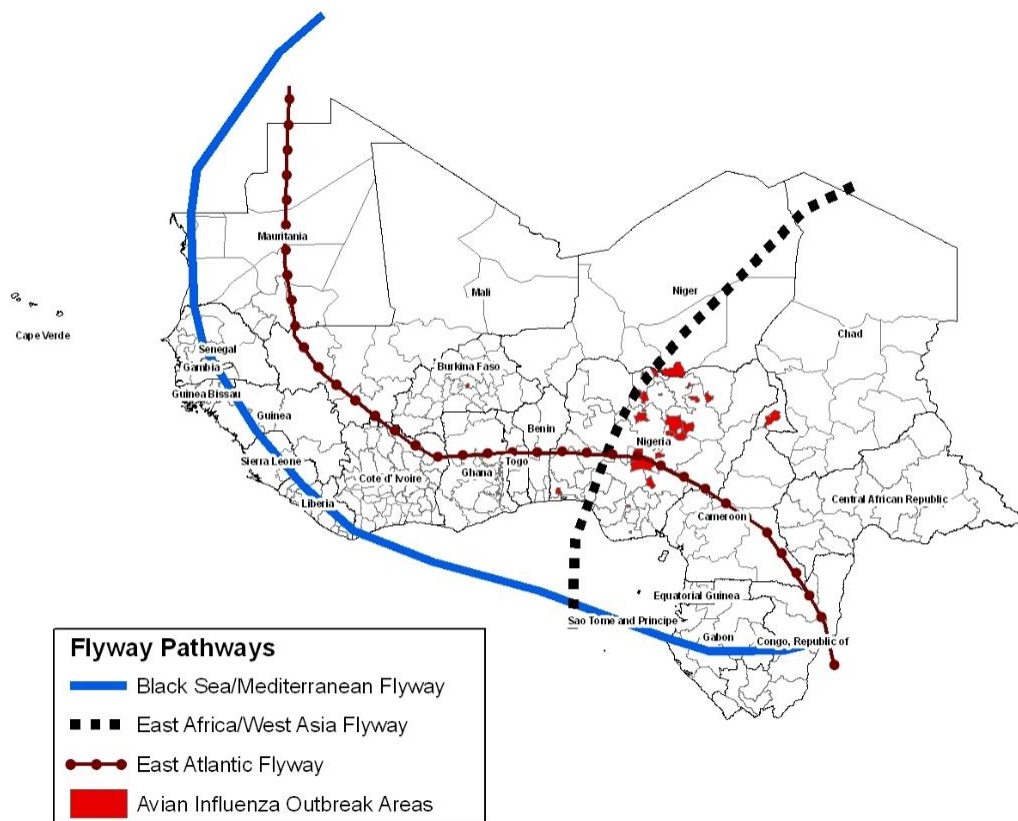 Mauritania
Mali
Niger
Cape Verde
Chad
Senegal
Gambia
Burkina Faso
Guinea Bissau
Guinea
Benin
Nigeria
Sierra Leone
Togo
Ghana
Cote d' Ivoire
Liberia
Central African Republic
Cameroon
Equatorial Guinea
Sao Tome and Principe
Gabon
Congo, Republic of
Flyway Pathways
Black Sea/Mediterranean Flyway
East Africa/West Asia Flyway
East Atlantic Flyway
Avian Influenza Outbreak Areas